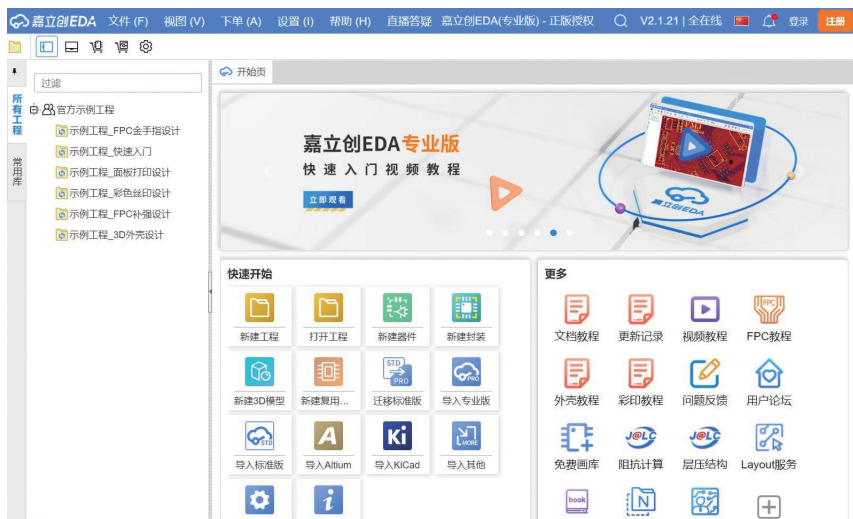 嘉立创EDA 文件(F) 视图(V) 下单(A) 设置(I) 帮助(H) 直播答疑 嘉立创EDA(专业版) - 正版授权 V2.1.21 | 全在线 登录 注册
过滤
开始页
所有工程
常用库
官方示例工程
示例工程_FPC金手指设计
示例工程_快速入门
示例工程_面板打印设计
示例工程_彩色丝印设计
示例工程_FPC补强设计
示例工程_3D外壳设计
嘉立创EDA专业版
快速入门视频教程
立即观看
嘉立创EDA
快速开始
新建工程 打开工程 新建器件 新建封装
STD
PRO
PRO
新建3D模型 新建复用... 迁移标准版 导入专业版
STD
A
Ki
MORE
导入标准版 导入Altium 导入KiCad 导入其他
i
更多
FPC
文档教程 更新记录 视频教程 FPC教程
外壳教程 彩印教程 问题反馈 用户论坛
J@LC J@LC
免费画库 阻抗计算 层压结构 Layout服务
book
N